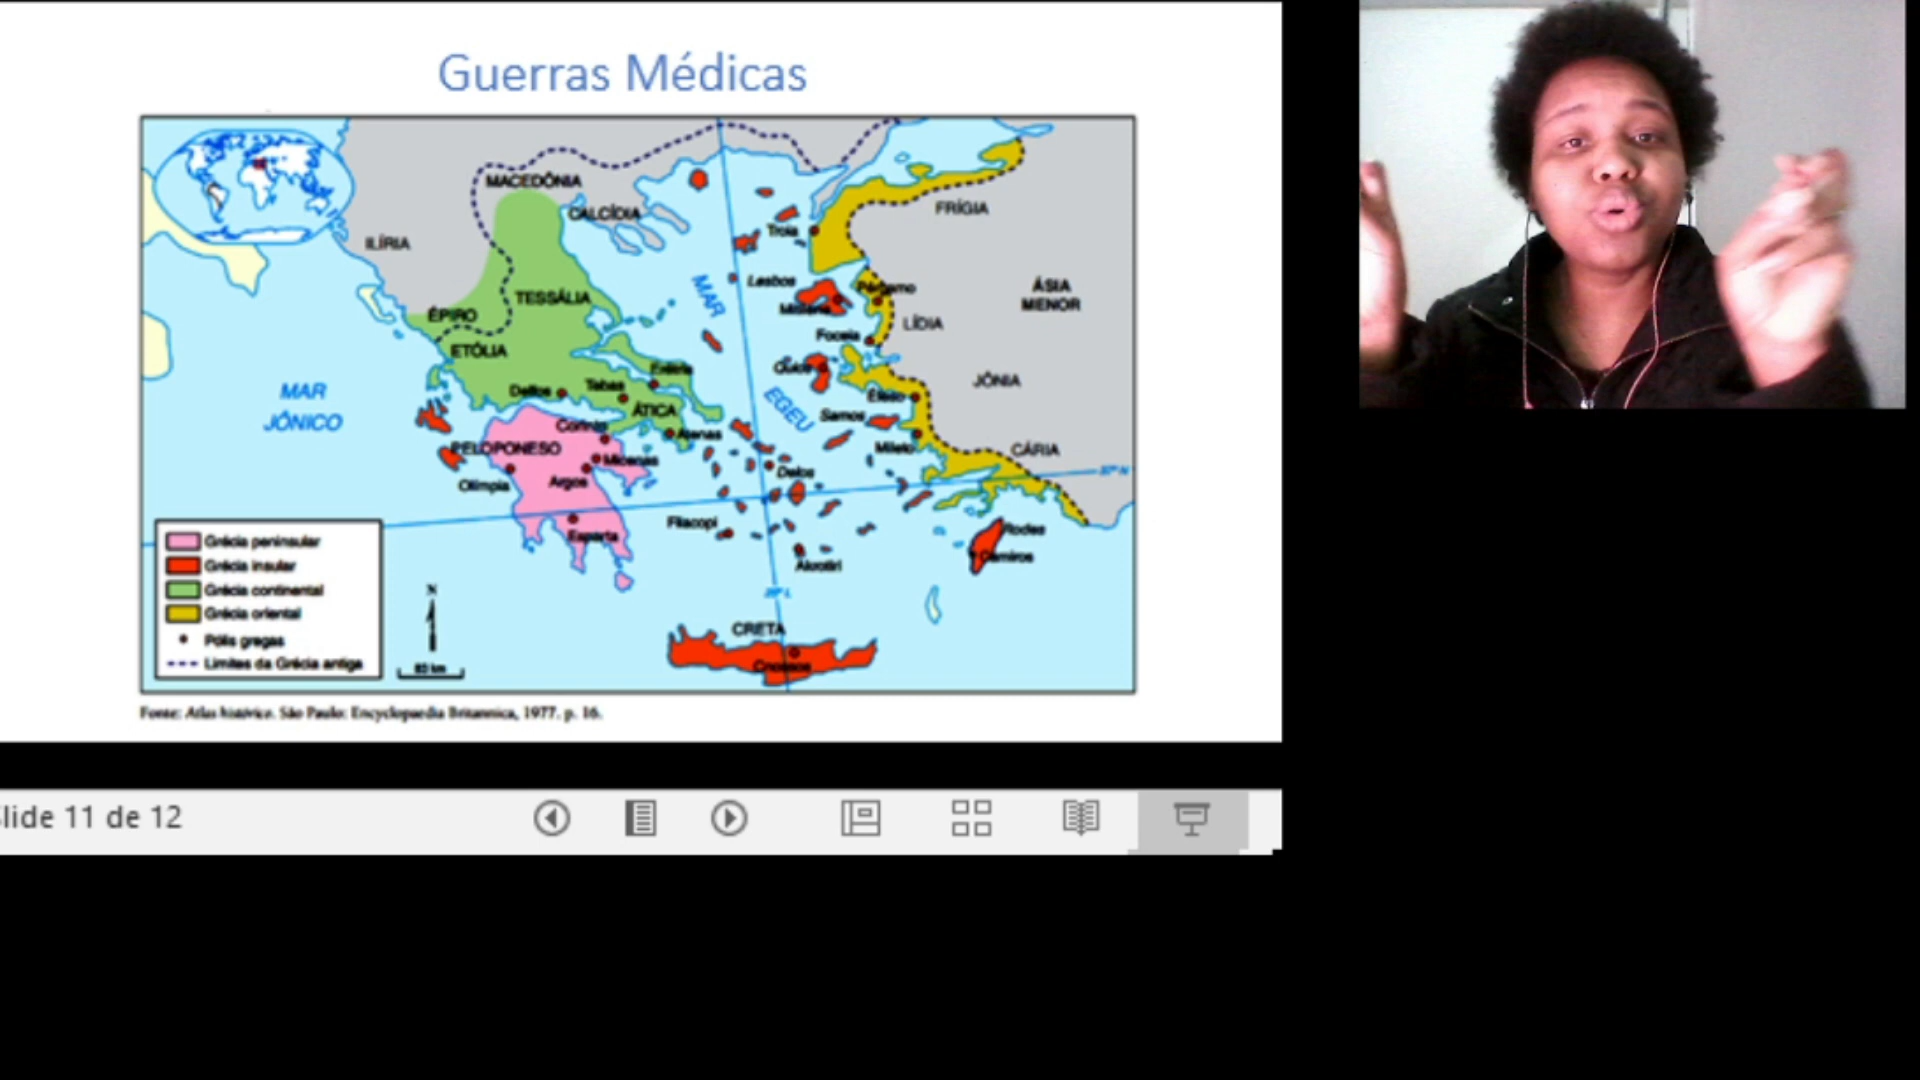 Guerras Médicas
MACEDÔNIA
CALCÍDIA
FRÍGIA
ILÍRIA
Troia
MAR
Lesbos
ÁSIA
MENOR
TESSÁLIA
Pérgamo
ÉPIRO
LÍDIA
Foceia
ETÓLIA
Quios
JÔNIA
Erétria
MAR
JÔNICO
Delfos
Tebas
EGEU
Éfeso
ÁTICA
Samos
Corinto
Atenas
PELOPONESO
Mileto
CÁRIA
Micenas
Delos
Olímpia
Argos
Filacopi
Esparta
Rodes
Camiros
Akrotiri
CRETA
Cnossos
Grécia peninsular
Grécia insular
Grécia continental
Grécia oriental
Pólis gregas
Limites da Grécia antiga
N
Fonte: Atlas histórico. São Paulo: Encyclopaedia Britannica, 1977. p. 16.
lide 11 de 12